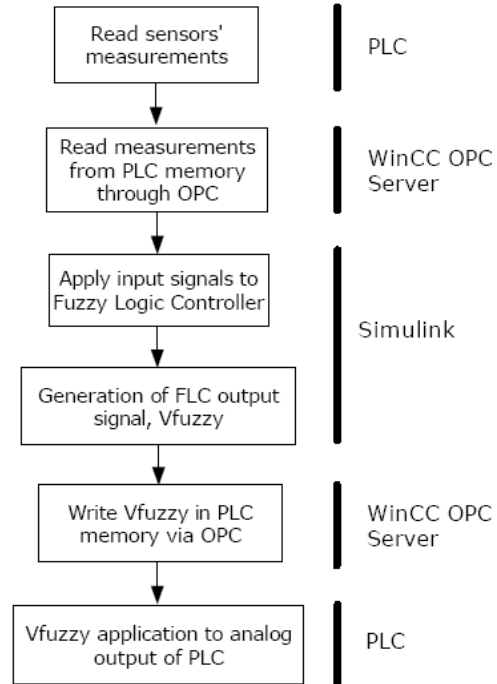 Read sensors'
measurements
PLC
Read measurements
from PLC memory
through OPC
WinCC OPC
Server
Apply input signals to
Fuzzy Logic Controller
Simulink
Generation of FLC output
signal, Vfuzzy
Write Vfuzzy in PLC
memory via OPC
WinCC OPC
Server
Vfuzzy application to analog
output of PLC
PLC